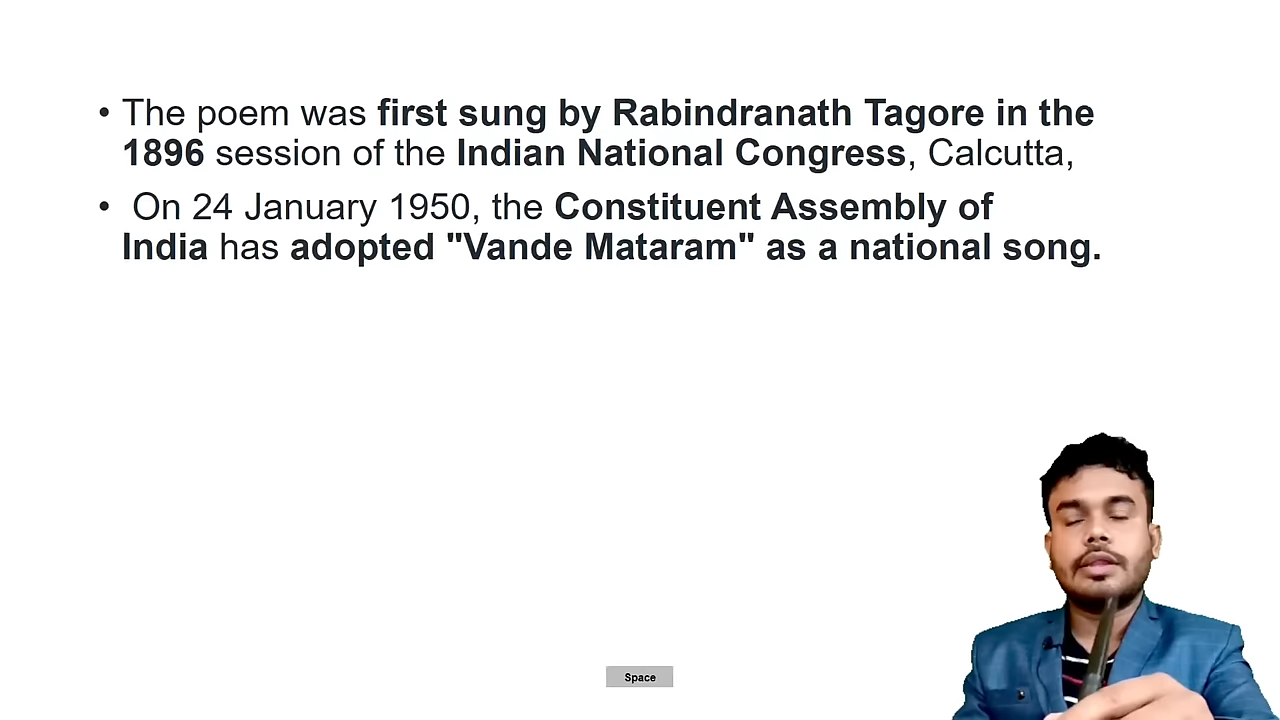 • The poem was first sung by Rabindranath Tagore in the
1896 session of the Indian National Congress, Calcutta,
• On 24 January 1950, the Constituent Assembly of
India has adopted "Vande Mataram" as a national song.
Space